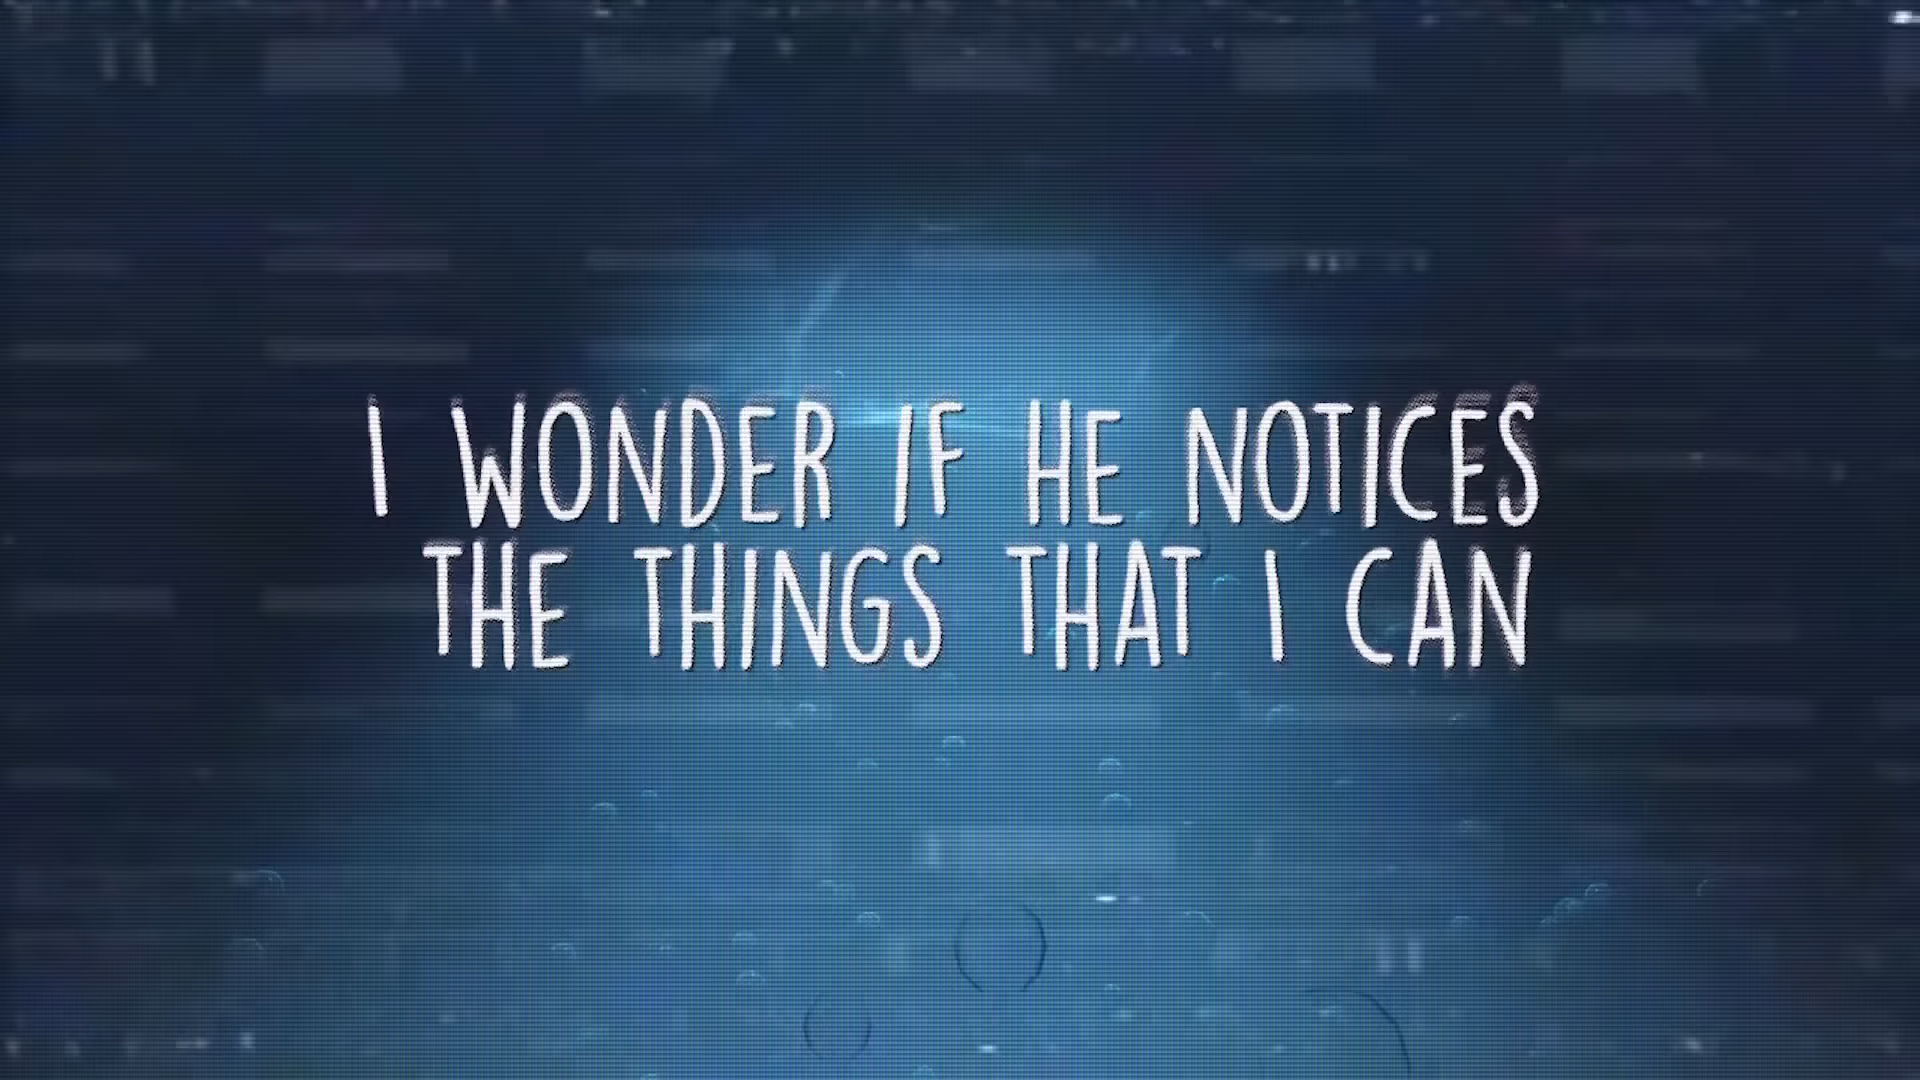 I WONDER IF HE NOTICES
THE THINGS THAT I CAN